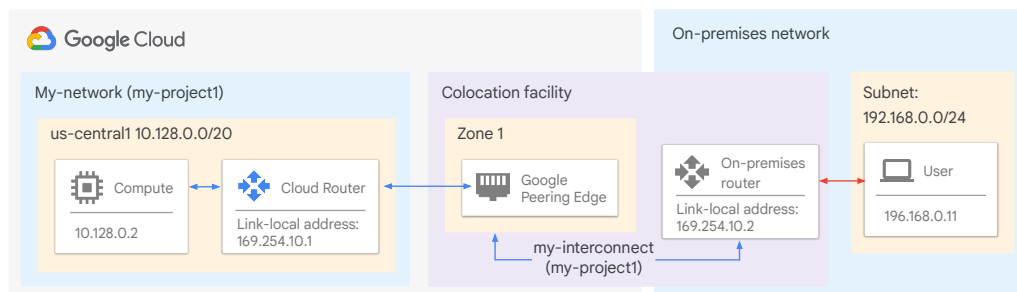 Google Cloud
On-premises network
My-network (my-project1)
Colocation facility
Subnet:
192.168.0.0/24
us-central1 10.128.0.0/20
Zone 1
Compute
10.128.0.2
Cloud Router
Link-local address:
169.254.10.1
Google
Peering Edge
On-premises
router
Link-local address:
169.254.10.2
User
196.168.0.11
my-interconnect
(my-project1)